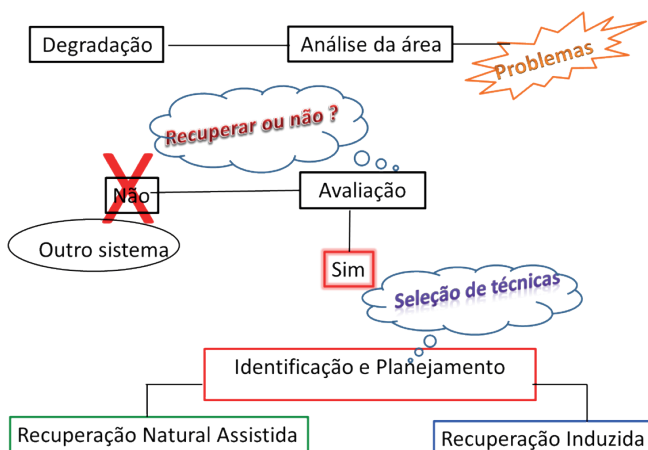 Degradação
Análise da área
Problemas
Recuperar ou não ?
Não
Avaliação
Outro sistema
Sim
Seleção de técnicas
Identificação e Planejamento
Recuperação Natural Assistida
Recuperação Induzida